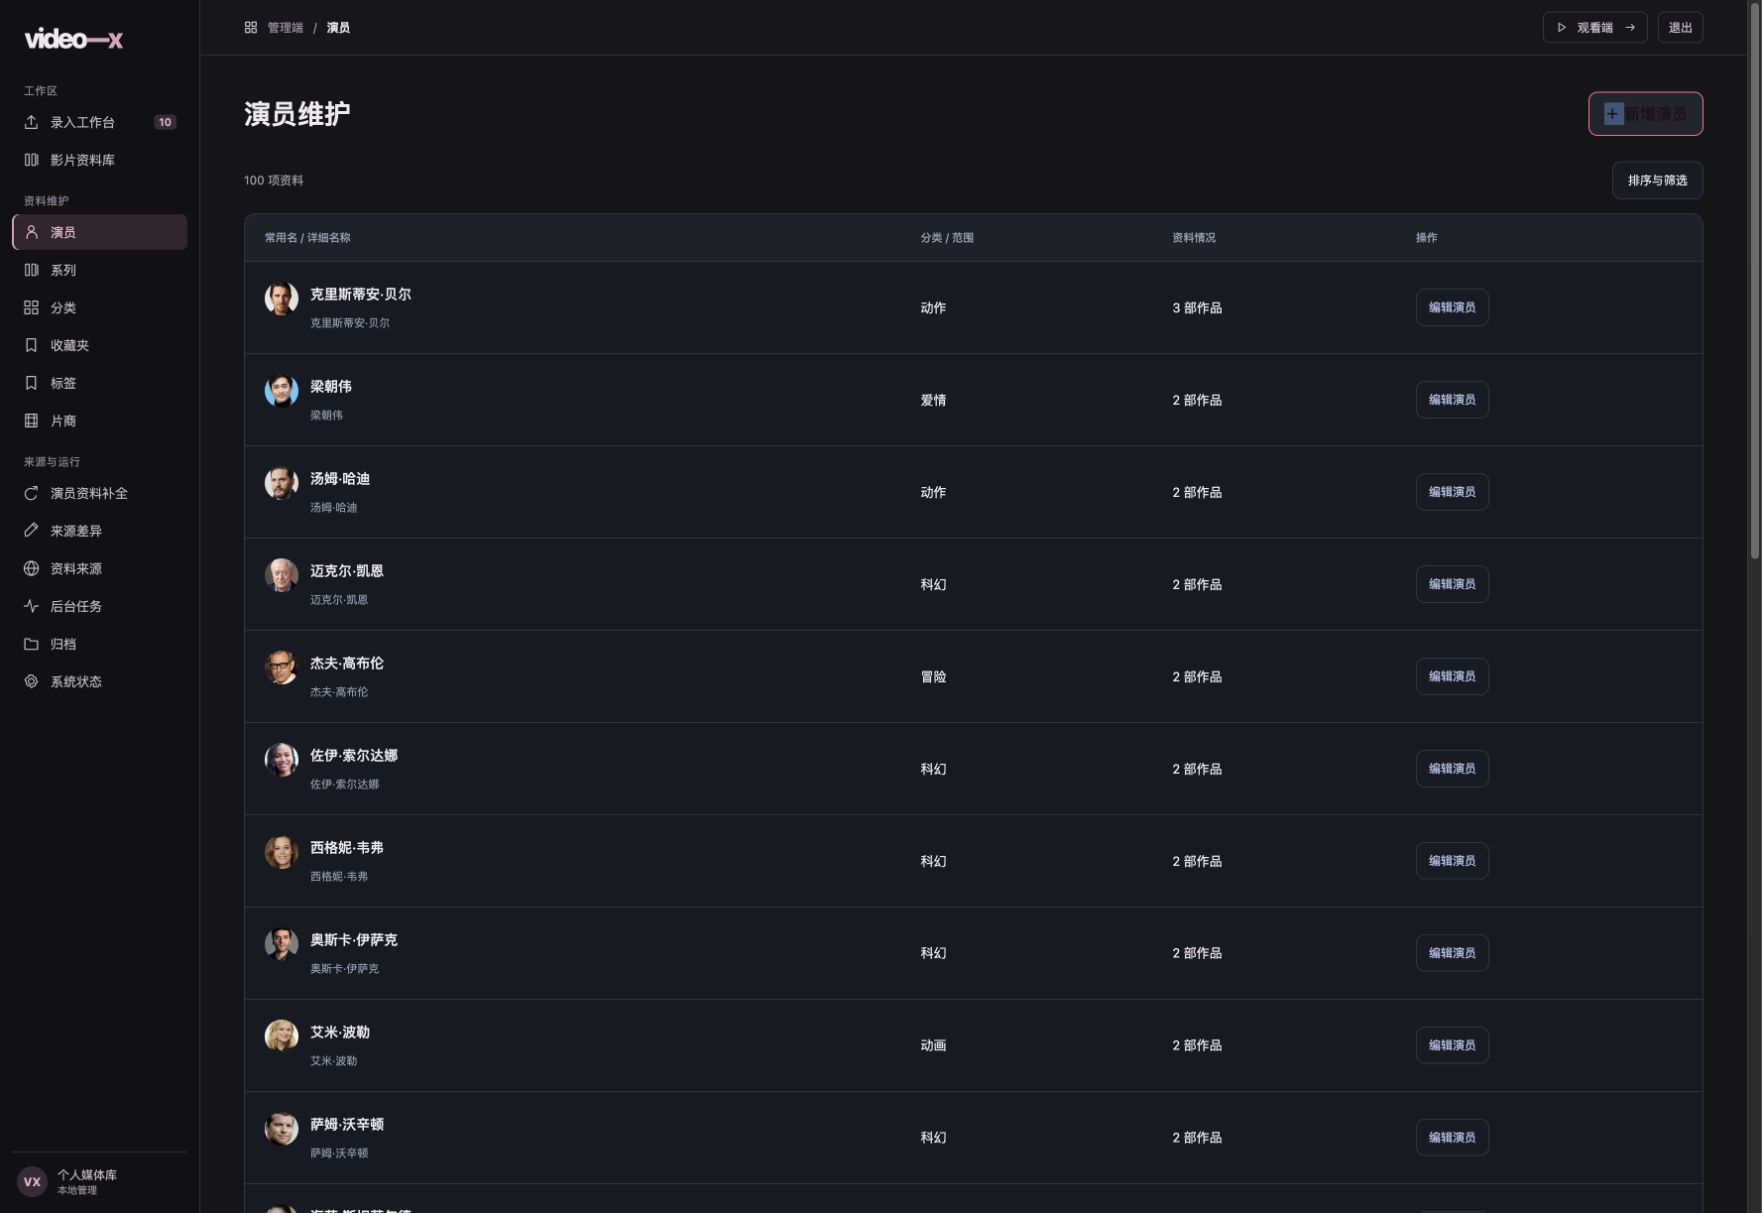 video—x
管理端 / 演员
观看端 →
退出
工作区
录入工作台 10
影片资料库
资料维护
演员
系列
分类
收藏夹
标签
片商
来源与运行
演员资料补全
来源差异
资料来源
后台任务
归档
系统状态
VX
个人媒体库
本地管理
演员维护
+新增演员
100 项资料
排序与筛选
常用名 / 详细名称 分类 / 范围 资料情况 操作
克里斯蒂安·贝尔
克里斯蒂安·贝尔
动作 3 部作品 编辑演员
梁朝伟
梁朝伟
爱情 2 部作品 编辑演员
汤姆·哈迪
汤姆·哈迪
动作 2 部作品 编辑演员
迈克尔·凯恩
迈克尔·凯恩
科幻 2 部作品 编辑演员
杰夫·高布伦
杰夫·高布伦
冒险 2 部作品 编辑演员
佐伊·索尔达娜
佐伊·索尔达娜
科幻 2 部作品 编辑演员
西格妮·韦弗
西格妮·韦弗
科幻 2 部作品 编辑演员
奥斯卡·伊萨克
奥斯卡·伊萨克
科幻 2 部作品 编辑演员
艾米·波勒
艾米·波勒
动画 2 部作品 编辑演员
萨姆·沃辛顿
萨姆·沃辛顿
科幻 2 部作品 编辑演员